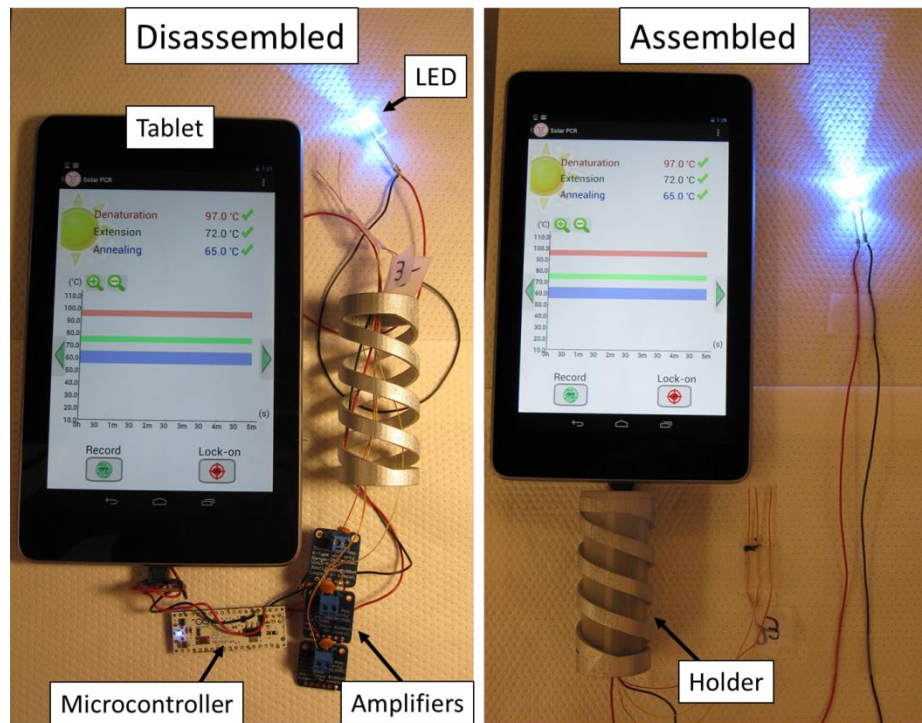 Disassembled
LED
Tablet
1:21
Solar PCR
Denaturation 97.0 °C
Extension 72.0 °C
Annealing 65.0 °C
(°C)
110.0
100.0
90.0
80.0
70.0
60.0
50.0
40.0
30.0
20.0
10.0
0h 30 1m 30 2m 30 3m 30 4m 30 5m
(s)
Record
Lock-on
3-
Microcontroller
Amplifiers
Assembled
Solar PCR
Denaturation 97.0 °C
Extension 72.0 °C
Annealing 65.0 °C
(°C)
110.0
100.0
90.0
80.0
70.0
60.0
50.0
40.0
30.0
20.0
10.0
0h 30 1m 30 2m 30 3m 30 4m 30 5m
(s)
Record
Lock-on
Holder